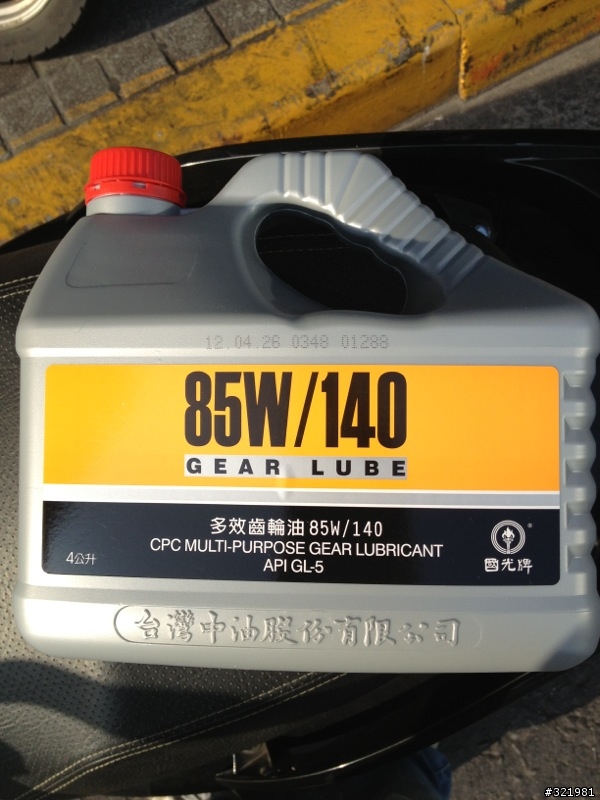 12.04.26 0348 01288
85W/140
GEAR LUBE
多效齒輪油 85W/140
CPC MULTI-PURPOSE GEAR LUBRICANT
API GL-5
4公升
®
國光牌
台灣中油股份有限公司
#321981